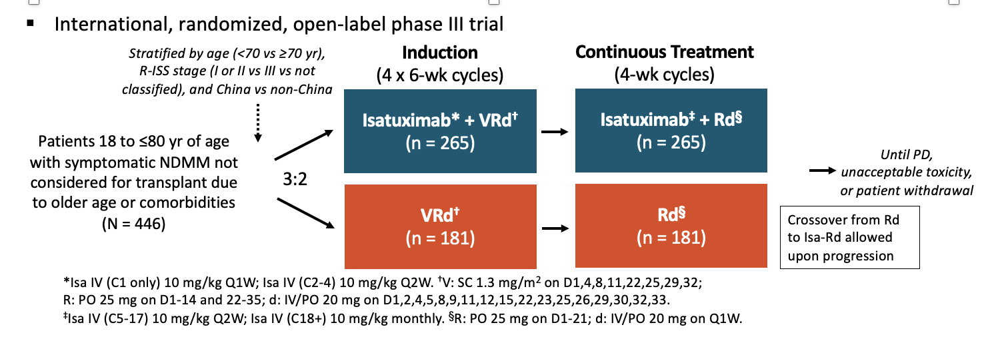 ▪ International, randomized, open-label phase III trial
Stratified by age (<70 vs ≥70 yr),
R-ISS stage (I or II vs III vs not
classified), and China vs non-China
Patients 18 to ≤80 yr of age
with symptomatic NDMM not
considered for transplant due
to older age or comorbidities
(N = 446)
3:2
Induction
(4 x 6-wk cycles)
Isatuximab* + VRd†
(n = 265)
VRd†
(n = 181)
Continuous Treatment
(4-wk cycles)
Isatuximab‡ + Rd§
(n = 265)
Rd§
(n = 181)
Until PD,
unacceptable toxicity,
or patient withdrawal
Crossover from Rd
to Isa-Rd allowed
upon progression
*Isa IV (C1 only) 10 mg/kg Q1W; Isa IV (C2-4) 10 mg/kg Q2W. †V: SC 1.3 mg/m² on D1,4,8,11,22,25,29,32;
R: PO 25 mg on D1-14 and 22-35; d: IV/PO 20 mg on D1,2,4,5,8,9,11,12,15,22,23,25,26,29,30,32,33.
‡Isa IV (C5-17) 10 mg/kg Q2W; Isa IV (C18+) 10 mg/kg monthly. §R: PO 25 mg on D1-21; d: IV/PO 20 mg on Q1W.